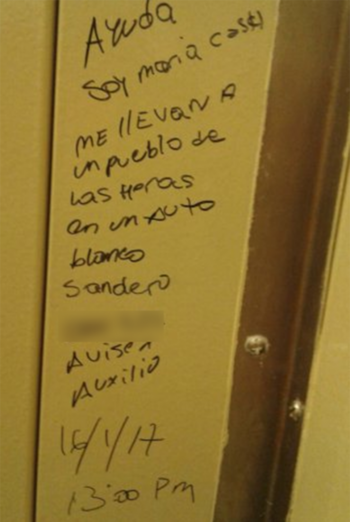 Ayuda
Soy maria
ME llEVAN A
un pueblo de
Las Heras
en un AUTO
blanco
Sandero
AVISEN
AUXILIO
16/1/17
13:00 PM